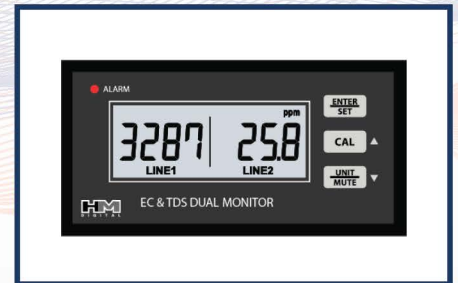 ALARM
ppm
3287 25.8
LINE1 LINE2
ENTER
SET
CAL
UNIT
MUTE
HM
DIGITAL
EC & TDS DUAL MONITOR